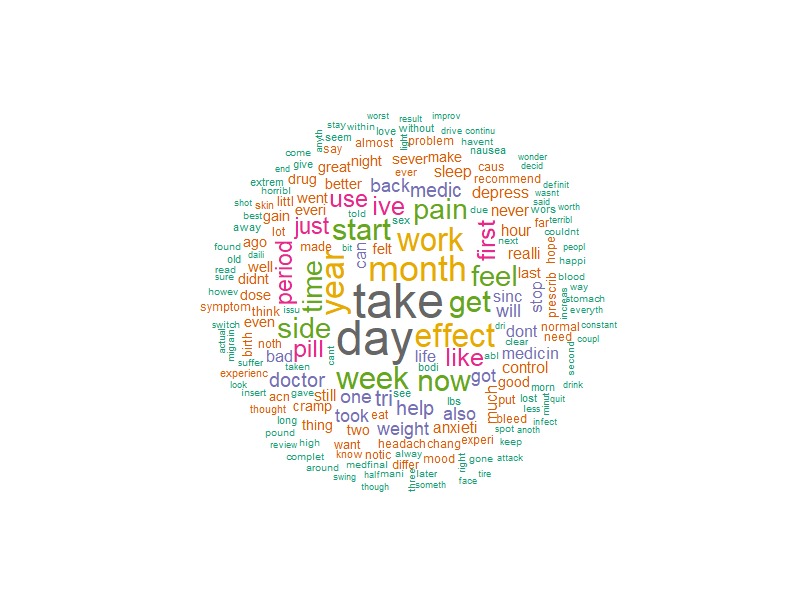 worst result improv
stay within love without drive continu
anyth seem almost light problem havent
come say sever make nausea wonder
end give great night ever sleep caus decid
extrem drug better back medic recommend definit
horribl littl went use ive pain depress wasnt
shot skin everi told sex due never wors said worth
best gain just start first hour far terribl
away lot bit work next couldnt
found ago made felt can realli hope peopl
old daili well period year month feel last happi
read didnt time take get sinc stop prescrib blood
sure dose will increas way
howev issu stomach
symptom think side day effect dri dont normal everyth
switch even cant clear need constant
actual migrain birth noth pill life like abl medicin second coupl
suffer bad taken bodi control
experienc doctor week now got good morn drink
look insert gave see lbs much put lost minut quit
acn still one tri help also less
thought cramp took eat weight bleed infect
long thing two anxieti spot anoth
pound want headach chang experi keep
review high know notic alway mood gone attack
complet around medfinal differ right tire
swing half mani three later face
though someth